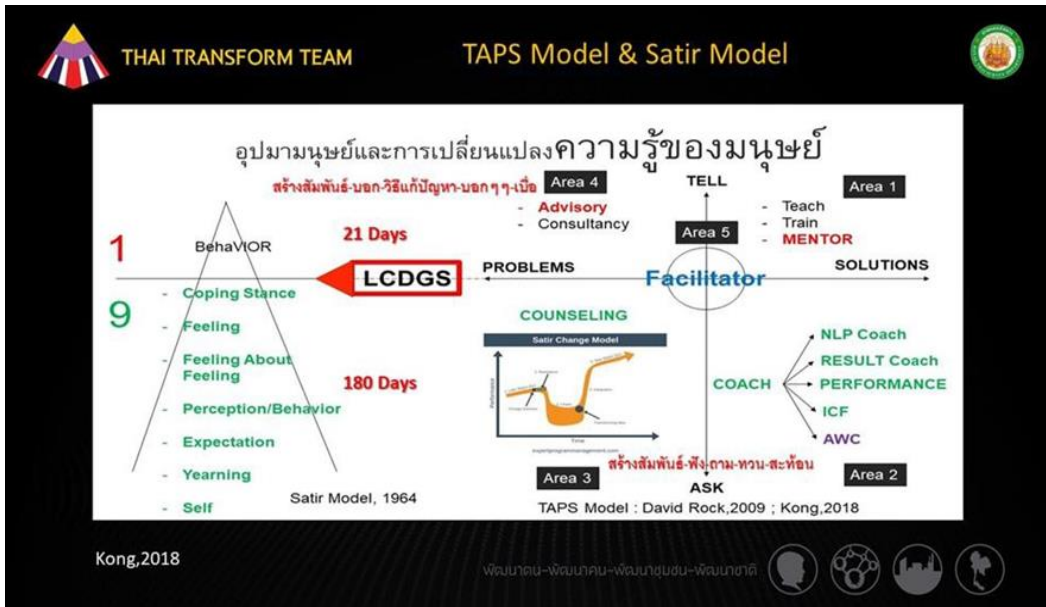 THAI TRANSFORM TEAM
TAPS Model & Satir Model
อุปมามนุษย์และการเปลี่ยนแปลงความรู้ของมนุษย์
สร้างสัมพันธ์-บอก-วิธีแก้ปัญหา-บอกๆๆ-เบื่อ
Area 4
- Advisory
- Consultancy
TELL
Area 1
- Teach
- Train
- MENTOR
Area 5
1
BehaVIOR
21 Days
LCDGS
PROBLEMS
Facilitator
SOLUTIONS
9
- Coping Stance
- Feeling
- Feeling About
Feeling
- Perception/Behavior
- Expectation
- Yearning
- Self
180 Days
Satir Model, 1964
COUNSELING
Satir Change Model
Performance
Time
expertprogrammanagement.com
COACH
NLP Coach
RESULT Coach
PERFORMANCE
ICF
AWC
สร้างสัมพันธ์-ฟัง-ถาม-ทวน-สะท้อน
Area 3
ASK
Area 2
TAPS Model : David Rock,2009 ; Kong,2018
Kong,2018
พัฒนาตน-พัฒนาคน-พัฒนาชุมชน-พัฒนาชาติ